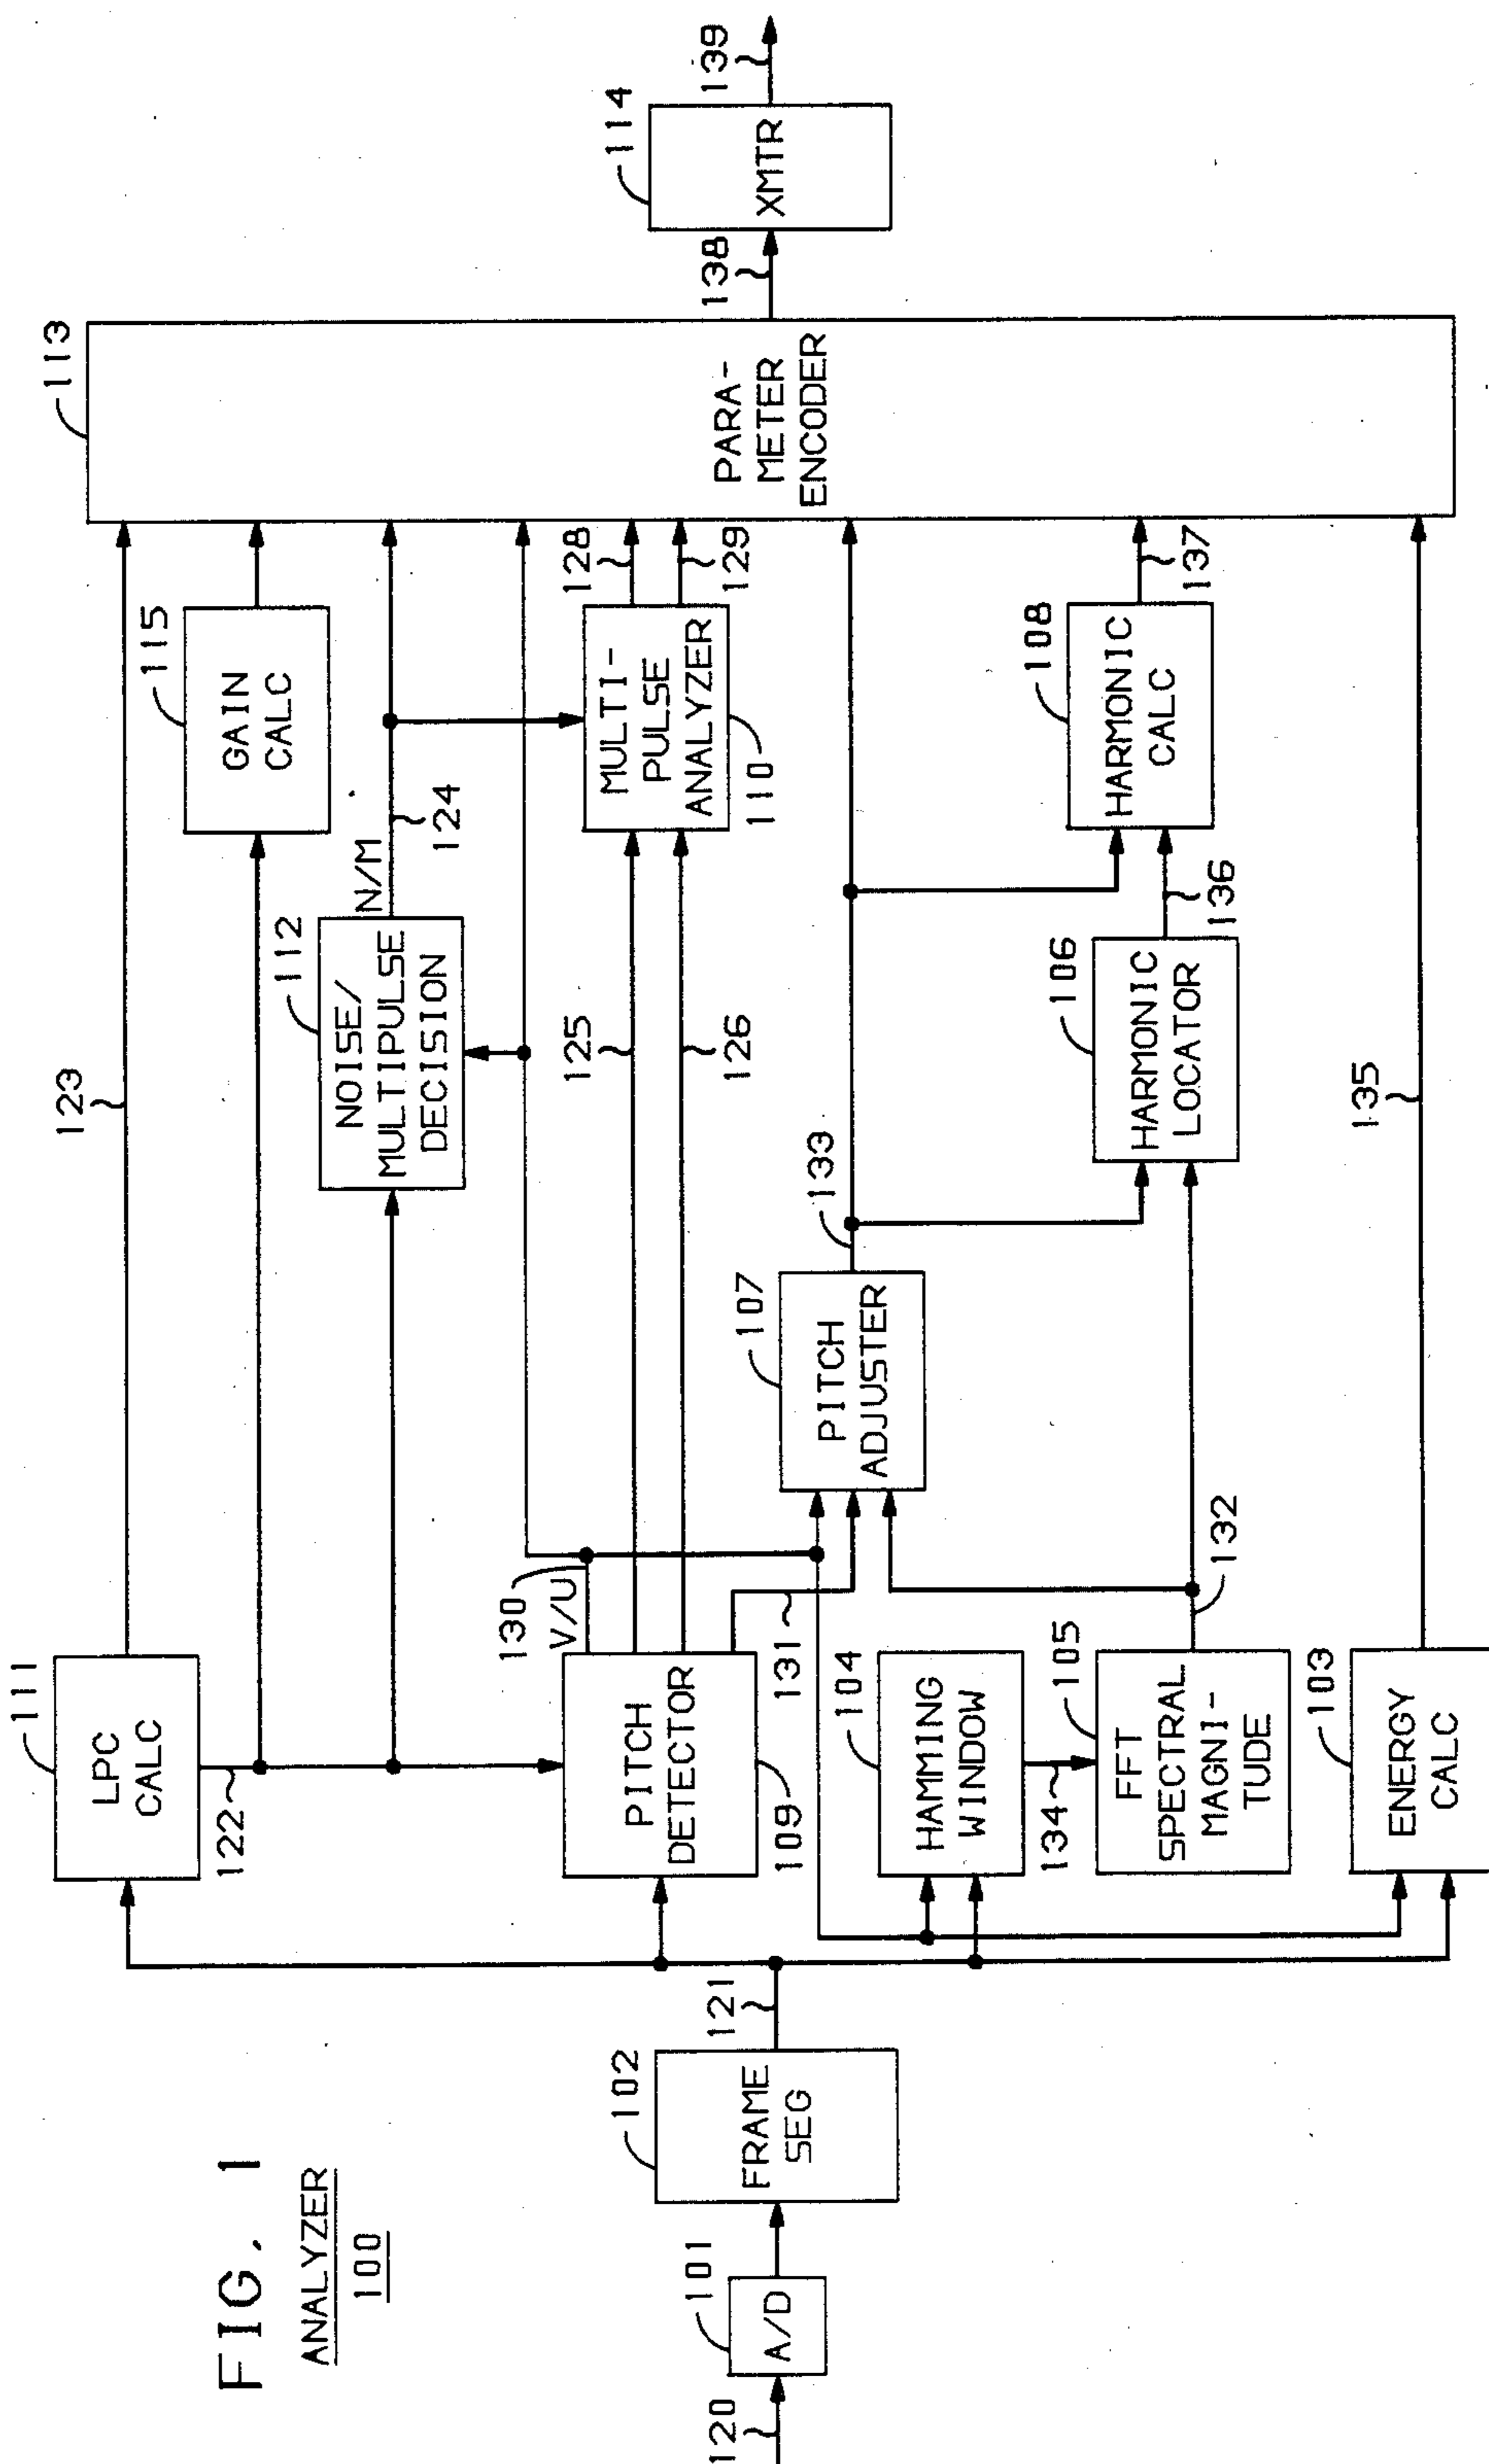 FIG. 1
ANALYZER
100
120
101
A/D
102
FRAME
SEG
121
111
LPC
CALC
122
123
115
GAIN
CALC
112
NOISE/
MULTIPULSE
DECISION
N/M
124
PITCH
DETECTOR
109
130
V/U
125
126
131
MULTI-
PULSE
ANALYZER
110
128
129
107
PITCH
ADJUSTER
133
104
HAMMING
WINDOW
134
105
FFT
SPECTRAL
MAGNI-
TUDE
132
106
HARMONIC
LOCATOR
136
108
HARMONIC
CALC
137
103
ENERGY
CALC
135
113
PARA-
METER
ENCODER
138
114
XMTR
139